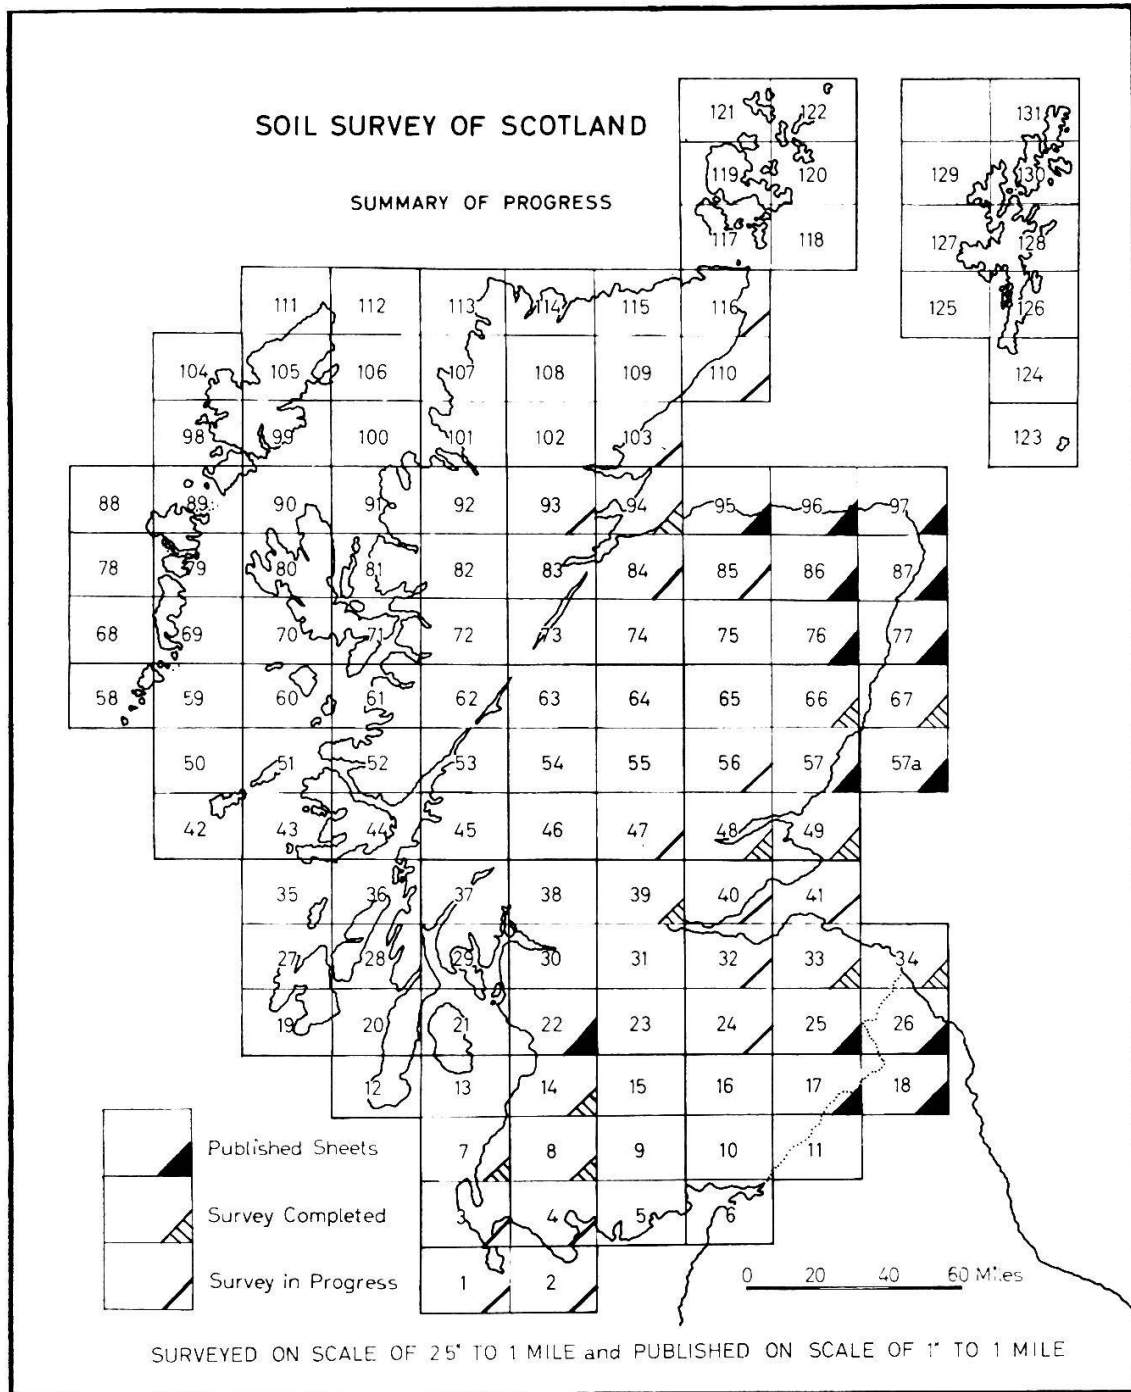 SOIL SURVEY OF SCOTLAND
SUMMARY OF PROGRESS
121 122 131
119 120 129 130
117 118 127 128
111 112 113 114 115 116 125 126
104 105 106 107 108 109 110 124
98 99 100 101 102 103 123
88 89 90 91 92 93 94 95 96 97
78 79 80 81 82 83 84 85 86 87
68 69 70 71 72 73 74 75 76 77
58 59 60 61 62 63 64 65 66 67
50 51 52 53 54 55 56 57 57a
42 43 44 45 46 47 48 49
35 36 37 38 39 40 41
27 28 29 30 31 32 33 34
19 20 21 22 23 24 25 26
12 13 14 15 16 17 18
7 8 9 10 11
3 4 5 6
1 2
Published Sheets
Survey Completed
Survey in Progress
0 20 40 60 Miles
SURVEYED ON SCALE OF 25" TO 1 MILE and PUBLISHED ON SCALE OF 1" TO 1 MILE